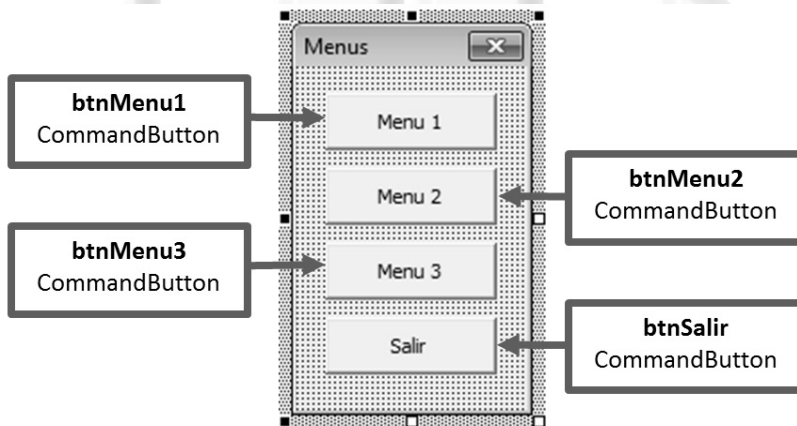 Menus
btnMenu1
CommandButton
Menu 1
btnMenu2
CommandButton
Menu 2
btnMenu3
CommandButton
Menu 3
btnSalir
CommandButton
Salir